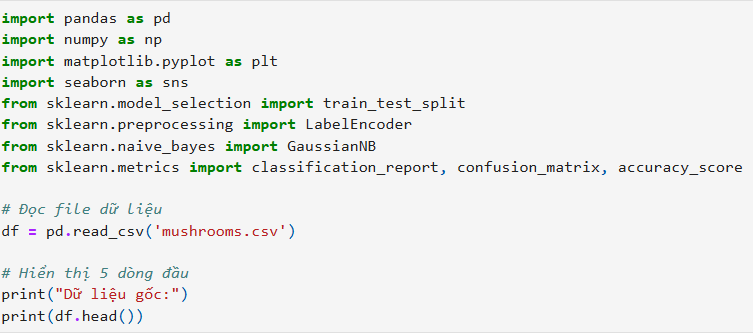 import pandas as pd
import numpy as np
import matplotlib.pyplot as plt
import seaborn as sns
from sklearn.model_selection import train_test_split
from sklearn.preprocessing import LabelEncoder
from sklearn.naive_bayes import GaussianNB
from sklearn.metrics import classification_report, confusion_matrix, accuracy_score
# Đọc file dữ liệu
df = pd.read_csv('mushrooms.csv')
# Hiển thị 5 dòng đầu
print("Dữ liệu gốc:")
print(df.head())